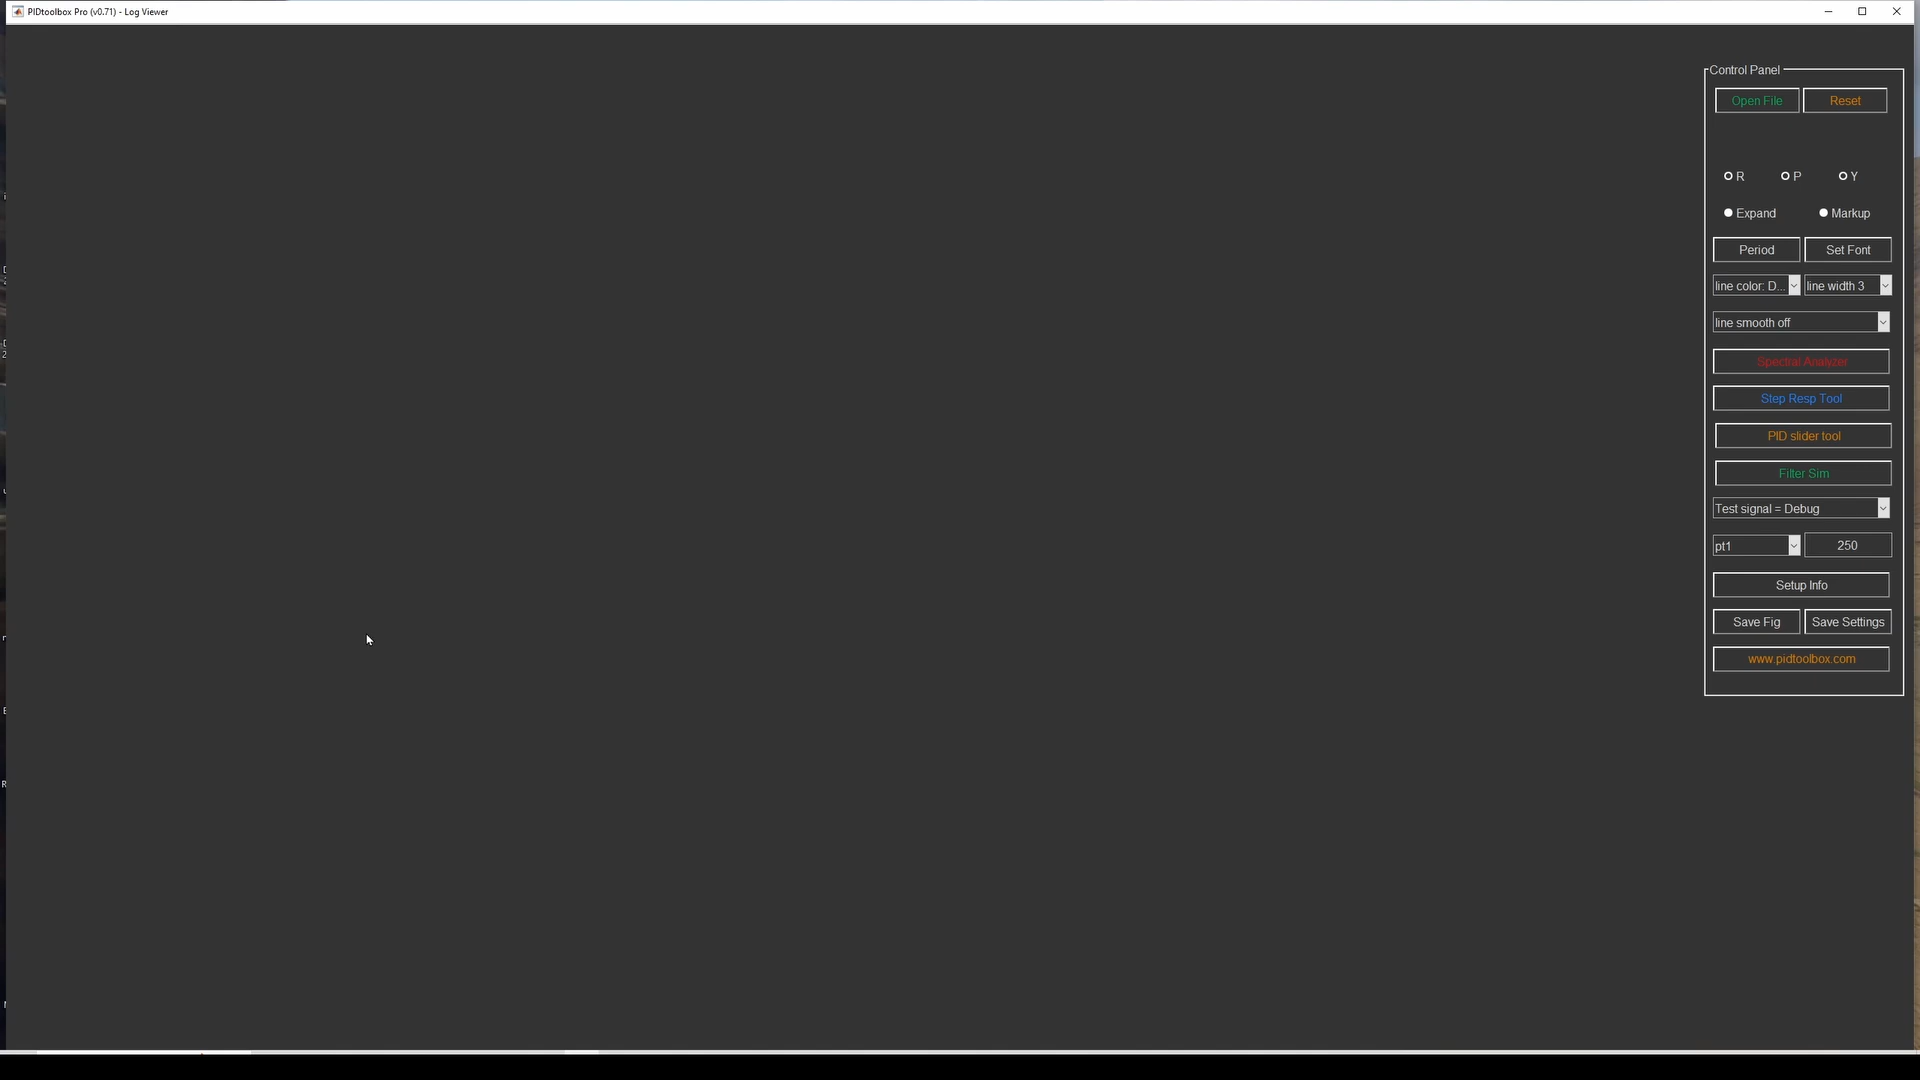 PIDtoolbox Pro (v0.71) - Log Viewer
Control Panel
Open File
Reset
R
P
Y
Expand
Markup
Period
Set Font
line color: D...
line width 3
line smooth off
Spectral Analyzer
Step Resp Tool
PID slider tool
Filter Sim
Test signal = Debug
pt1
250
Setup Info
Save Fig
Save Settings
www.pidtoolbox.com